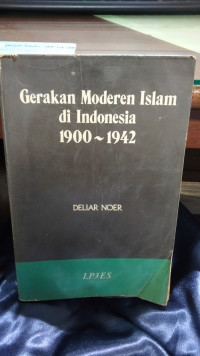 Gerakan Moderen Islam
di Indonesia
1900~1942
DELIAR NOER
LP3ES